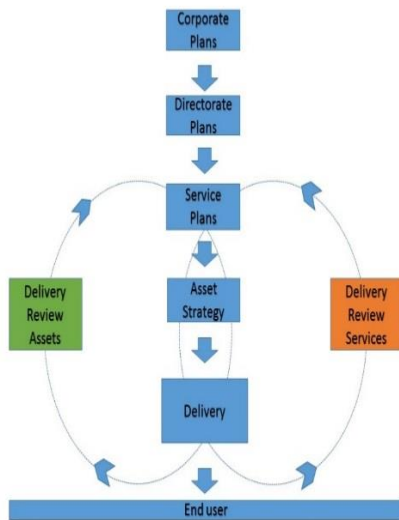 Corporate
Plans
Directorate
Plans
Service
Plans
Delivery
Review
Assets
Asset
Strategy
Delivery
Review
Services
Delivery
End user